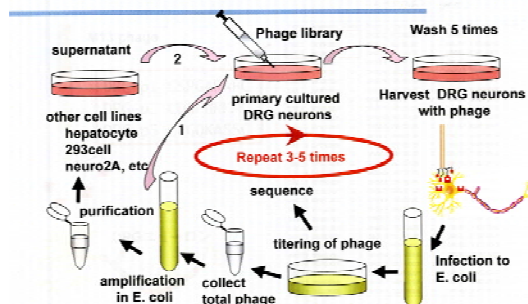 supernatant
2
Phage library
Wash 5 times
other cell lines
hepatocyte
293cell
neuro2A, etc
1
primary cultured
DRG neurons
Harvest DRG neurons
with phage
Repeat 3-5 times
sequence
purification
titering of phage
Infection to
E. coli
amplification
in E. coli
collect
total phage